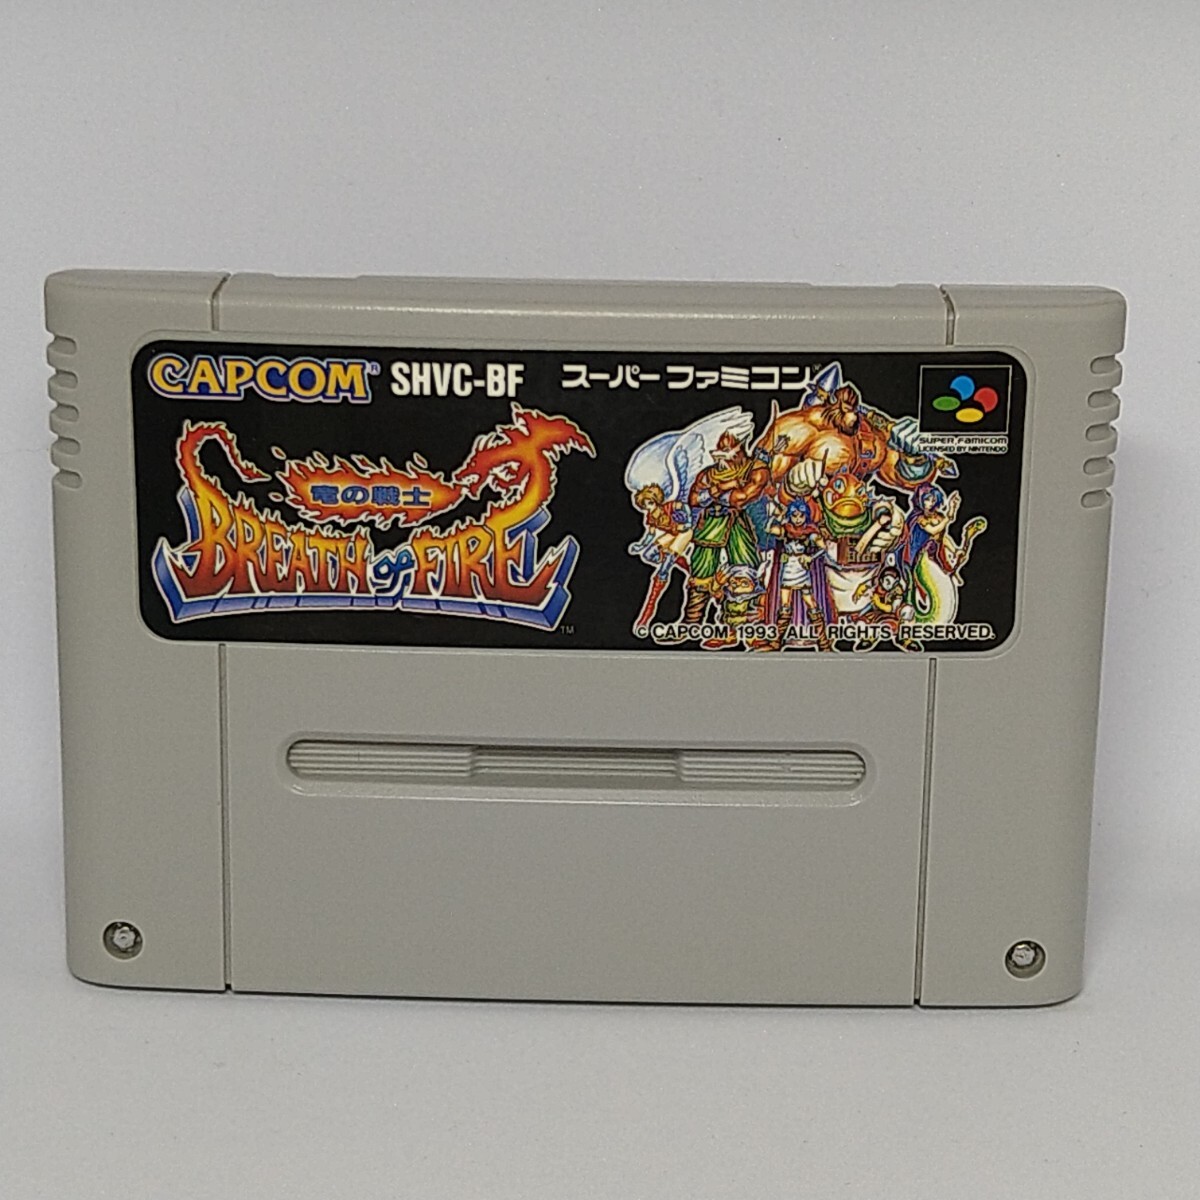 CAPCOM® SHVC-BF スーパーファミコン
竜の戦士
BREATH of FIRE
TM
SUPER FAMICOM
LICENSED BY NINTENDO
© CAPCOM 1993 ALL RIGHTS RESERVED.